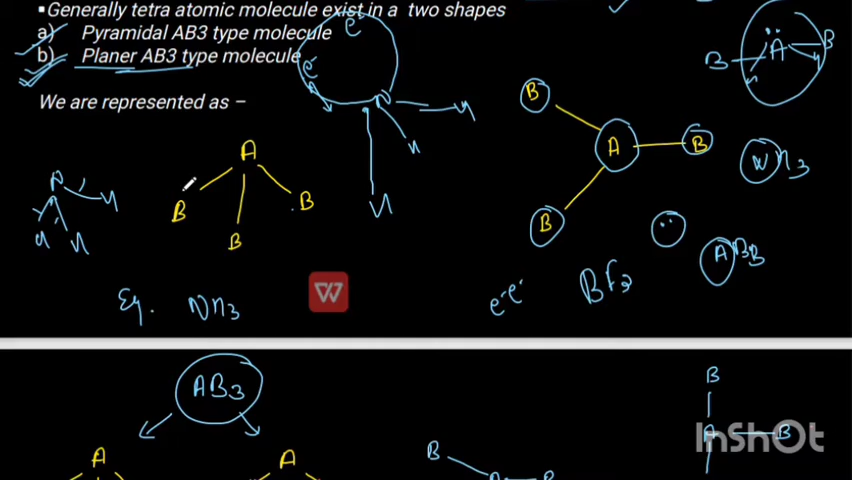 ▪Generally tetra atomic molecule exist in a two shapes
a) Pyramidal AB3 type molecule
b) Planer AB3 type molecule
We are represented as –
e-
e-
N
H
H
H
N
H
H
H
A
B
B
B
B
A
B
B
B
A
B
NH3
A BB
Eg. NH3
e- e-
BF3
AB3
A
A
B
A
B
B
A
B
InShOt